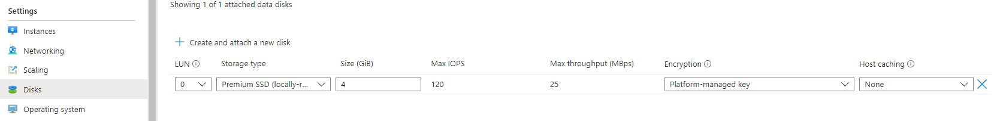 Settings
Instances
Networking
Scaling
Disks
Operating system
Showing 1 of 1 attached data disks
Create and attach a new disk
LUN Storage type Size (GiB) Max IOPS Max throughput (MBps) Encryption Host caching
0 Premium SSD (locally-r... 4 120 25 Platform-managed key None